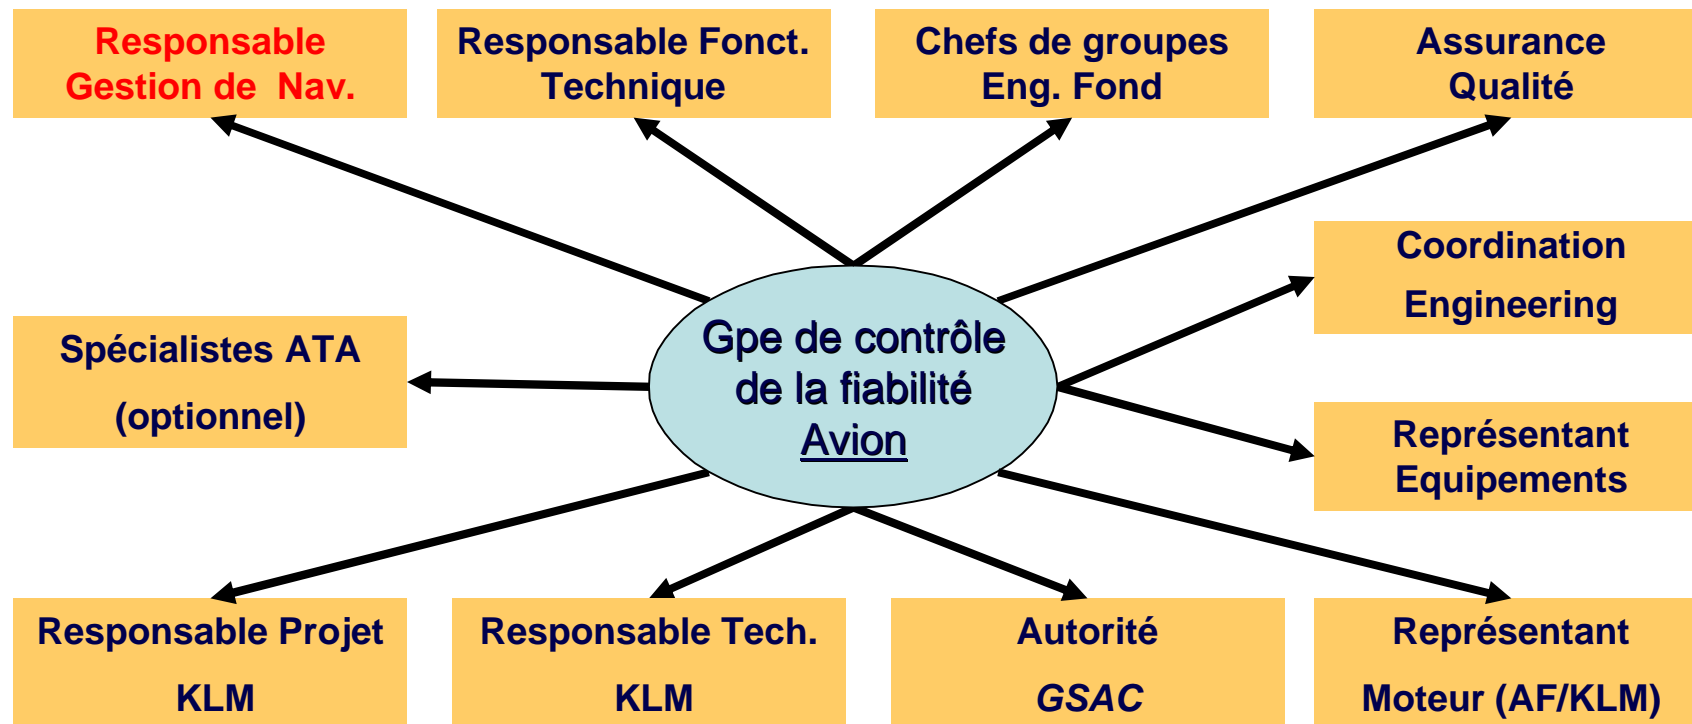 Responsable
Gestion de Nav.
Responsable Fonct.
Technique
Chefs de groupes
Eng. Fond
Assurance
Qualité
Coordination
Engineering
Spécialistes ATA
(optionnel)
Gpe de contrôle
de la fiabilité
Avion
Représentant
Equipements
Responsable Projet
KLM
Responsable Tech.
KLM
Autorité
GSAC
Représentant
Moteur (AF/KLM)